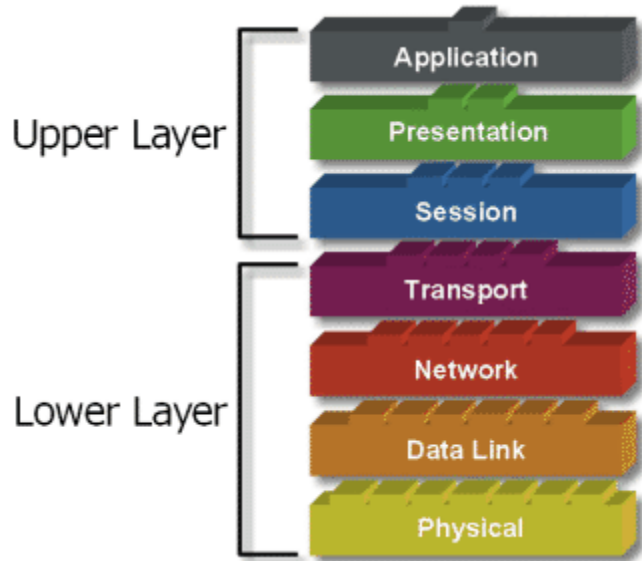 Upper Layer
Application
Presentation
Session
Lower Layer
Transport
Network
Data Link
Physical